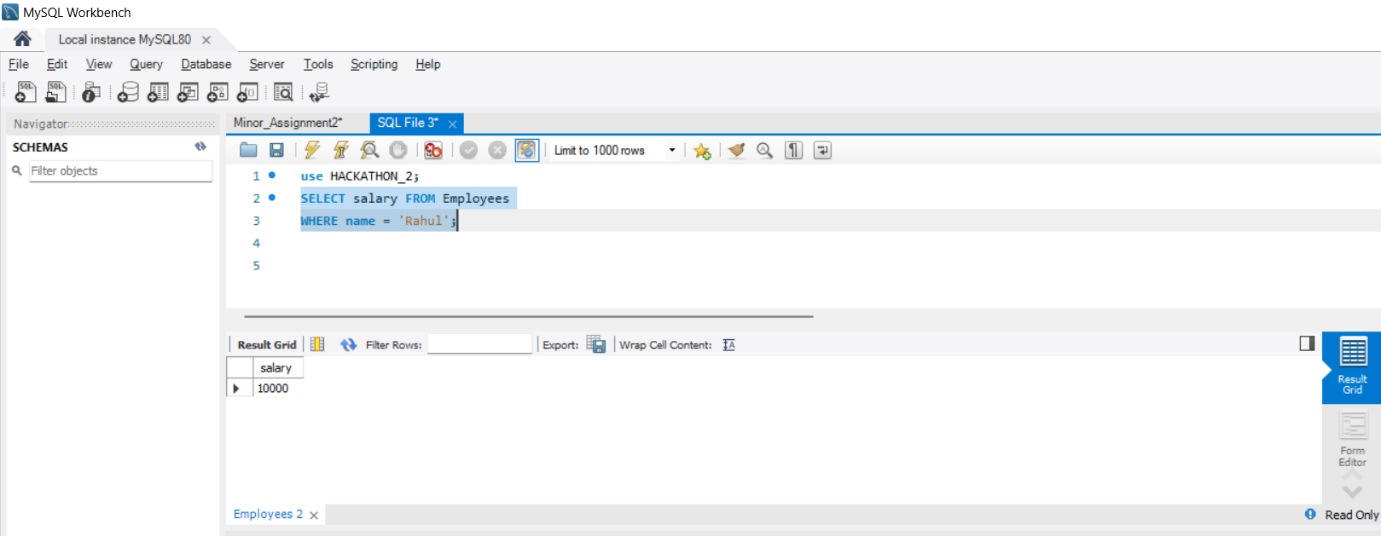 MySQL Workbench
Local instance MySQL80
File Edit View Query Database Server Tools Scripting Help
Navigator
SCHEMAS
Filter objects
Minor_Assignment2* SQL File 3*
Limit to 1000 rows
1 use HACKATHON_2;
2 SELECT salary FROM Employees
3 WHERE name = 'Rahul';
4
5
Result Grid Filter Rows: Export: Wrap Cell Content:
salary
10000
Result
Grid
Form
Editor
Employees 2
Read Only